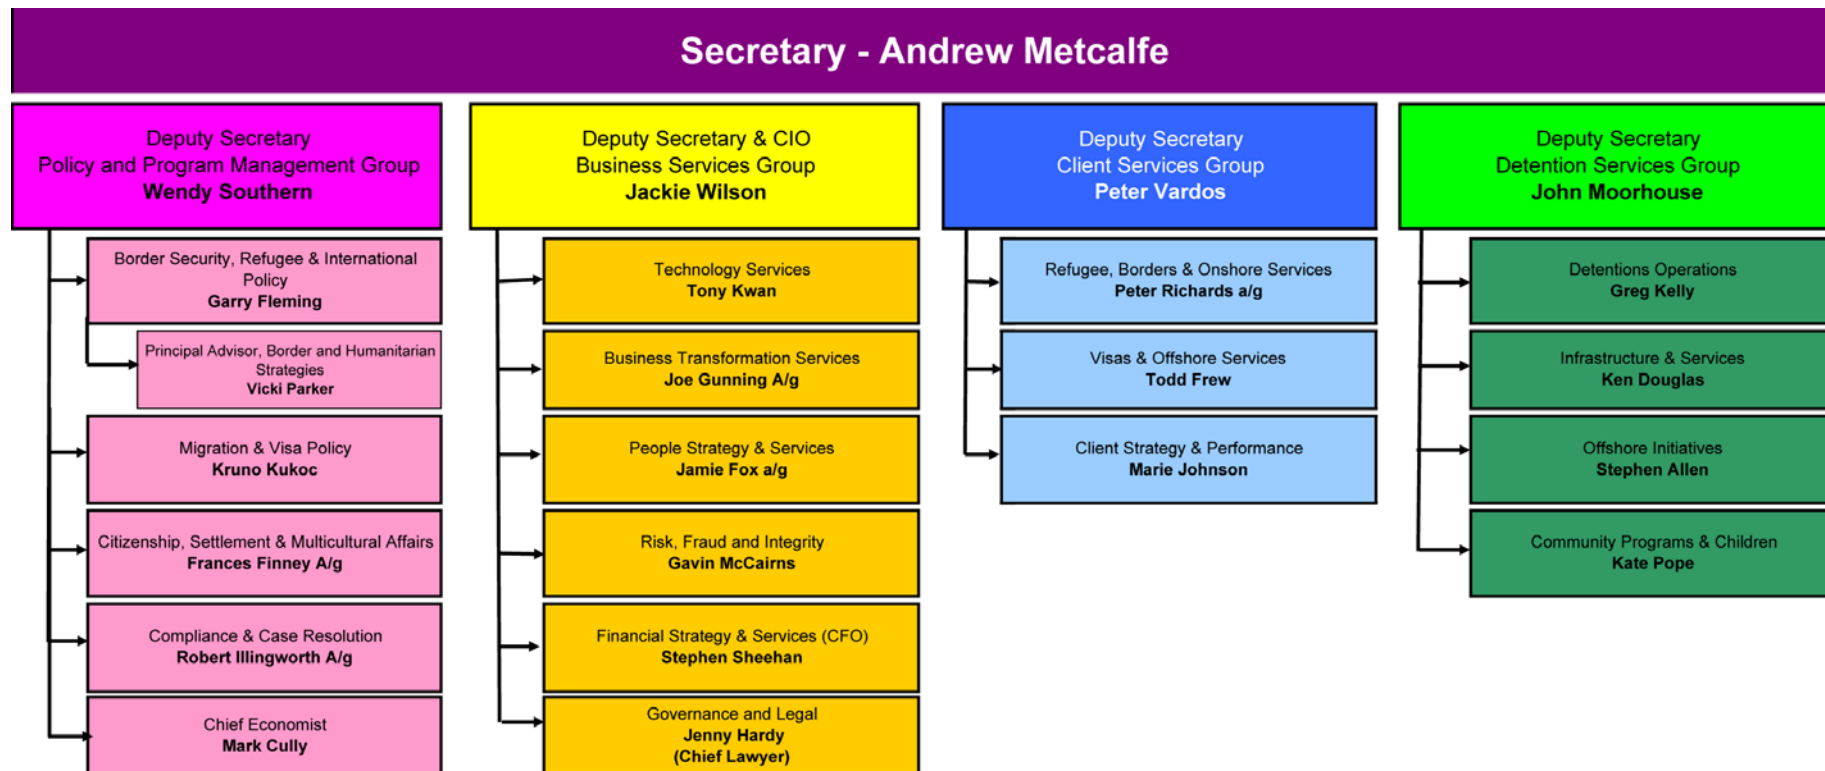 Secretary - Andrew Metcalfe
Deputy Secretary
Policy and Program Management Group
Wendy Southern
Border Security, Refugee & International
Policy
Garry Fleming
Principal Advisor, Border and Humanitarian
Strategies
Vicki Parker
Migration & Visa Policy
Kruno Kukoc
Citizenship, Settlement & Multicultural Affairs
Frances Finney A/g
Compliance & Case Resolution
Robert Illingworth A/g
Chief Economist
Mark Cully
Deputy Secretary & CIO
Business Services Group
Jackie Wilson
Technology Services
Tony Kwan
Business Transformation Services
Joe Gunning A/g
People Strategy & Services
Jamie Fox a/g
Risk, Fraud and Integrity
Gavin McCairns
Financial Strategy & Services (CFO)
Stephen Sheehan
Governance and Legal
Jenny Hardy
(Chief Lawyer)
Deputy Secretary
Client Services Group
Peter Vardos
Refugee, Borders & Onshore Services
Peter Richards a/g
Visas & Offshore Services
Todd Frew
Client Strategy & Performance
Marie Johnson
Deputy Secretary
Detention Services Group
John Moorhouse
Detentions Operations
Greg Kelly
Infrastructure & Services
Ken Douglas
Offshore Initiatives
Stephen Allen
Community Programs & Children
Kate Pope